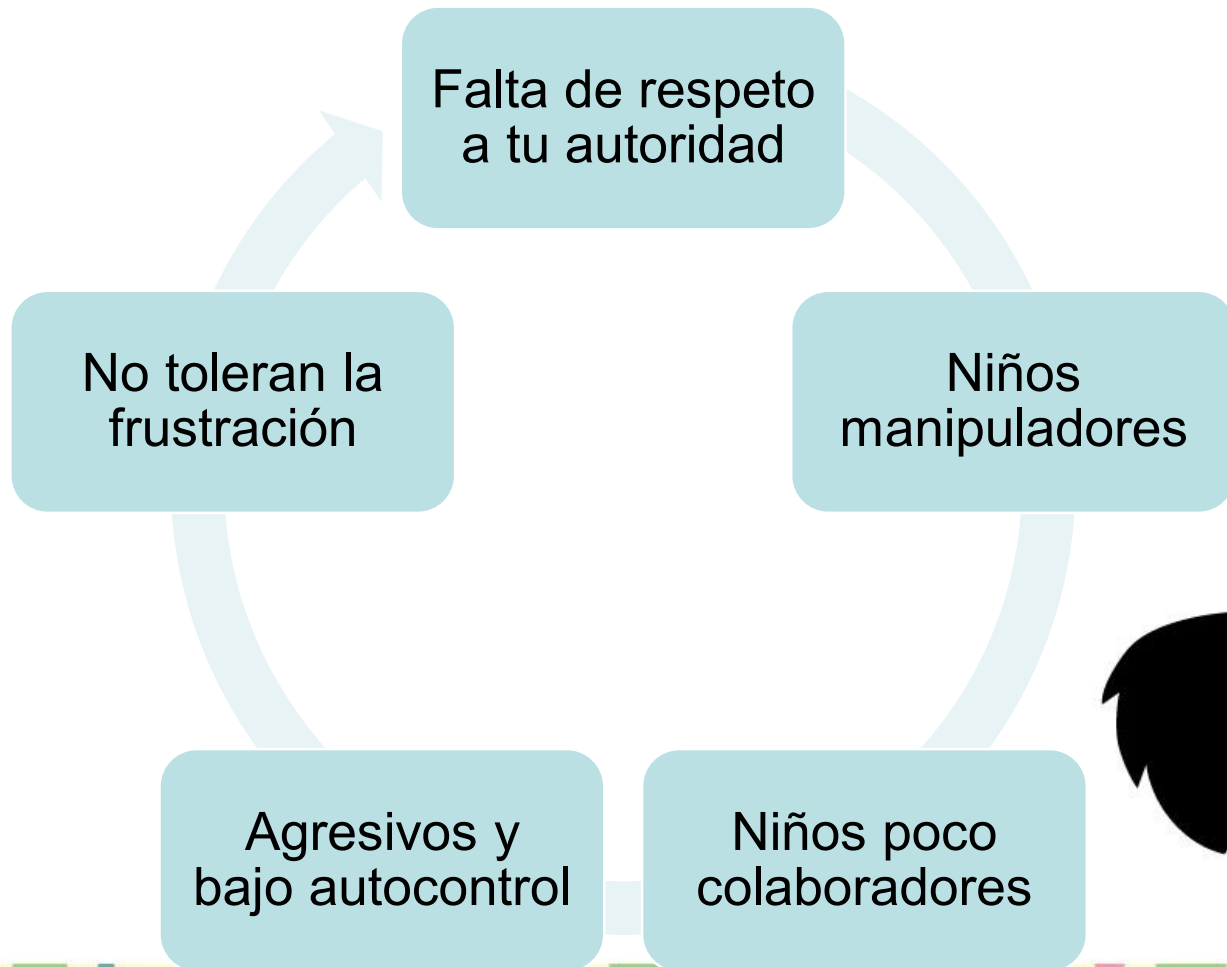 Falta de respeto
a tu autoridad
Niños
manipuladores
Niños poco
colaboradores
Agresivos y
bajo autocontrol
No toleran la
frustración